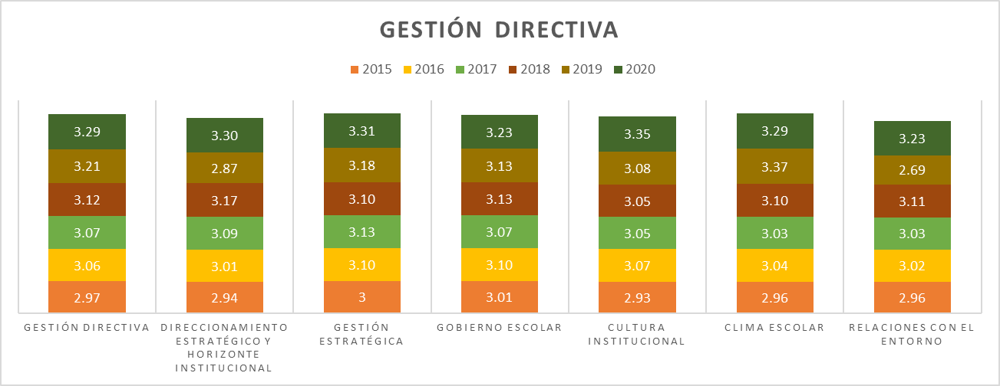 GESTIÓN DIRECTIVA
2015 2016 2017 2018 2019 2020
3.29 3.30 3.31 3.23 3.35 3.29 3.23
3.21 2.87 3.18 3.13 3.08 3.37 2.69
3.12 3.17 3.10 3.13 3.05 3.10 3.11
3.07 3.09 3.13 3.07 3.05 3.03 3.03
3.06 3.01 3.10 3.10 3.07 3.04 3.02
2.97 2.94 3 3.01 2.93 2.96 2.96
GESTIÓN DIRECTIVA
DIRECCIONAMIENTO
ESTRATÉGICO Y
HORIZONTE
INSTITUCIONAL
GESTIÓN
ESTRATÉGICA
GOBIERNO ESCOLAR
CULTURA
INSTITUCIONAL
CLIMA ESCOLAR
RELACIONES CON EL
ENTORNO